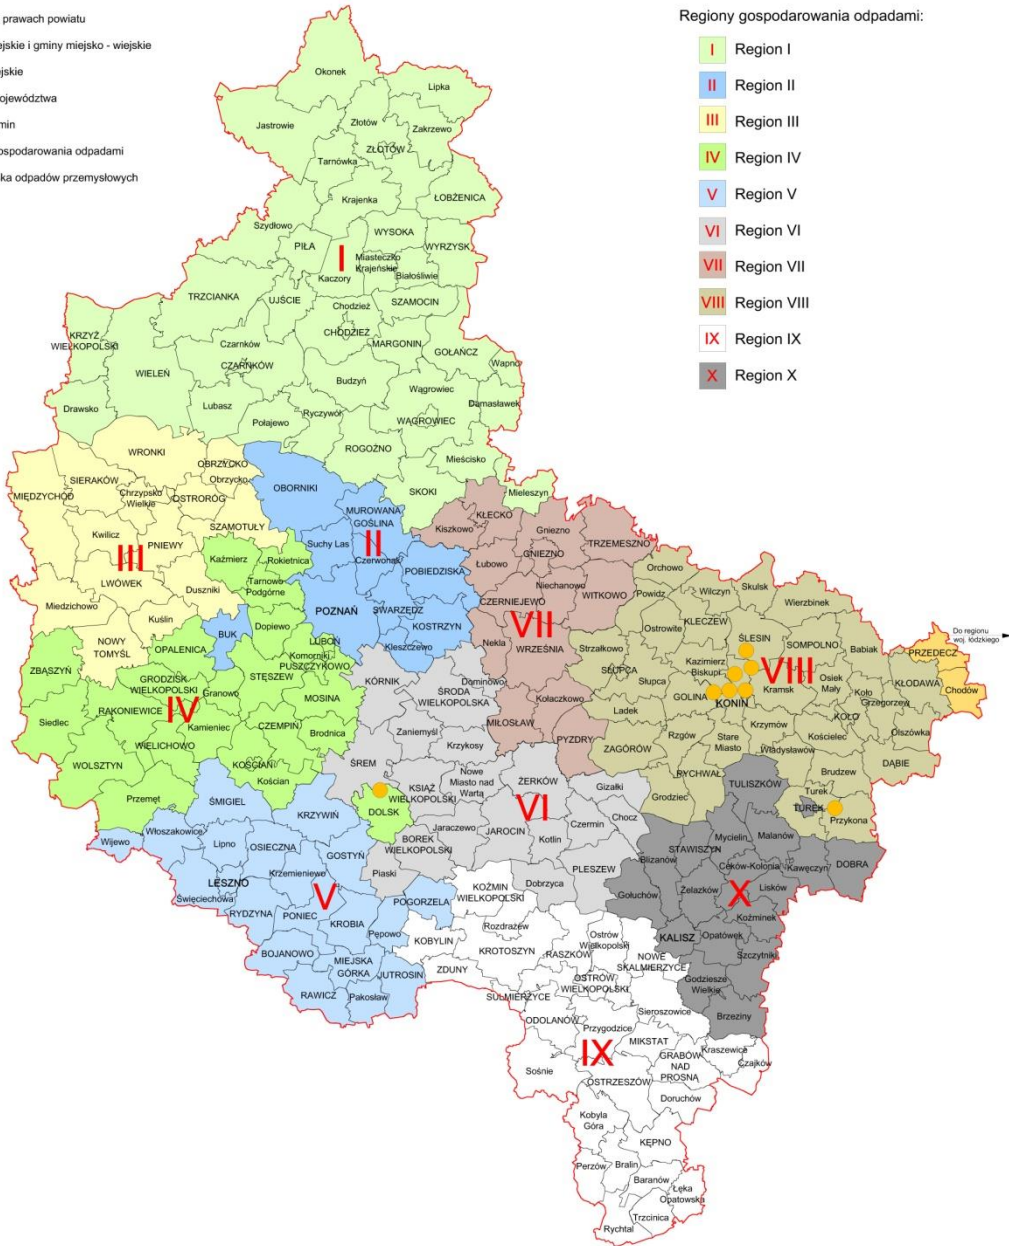 prawach powiatu
ejskie i gminy miejsko - wiejskie
ejskie
ojewództwa
min
ospodarowania odpadami
ka odpadów przemysłowych
Regiony gospodarowania odpadami:
I Region I
II Region II
III Region III
IV Region IV
V Region V
VI Region VI
VII Region VII
VIII Region VIII
IX Region IX
X Region X
Okonek
Lipka
Jastrowie
Złotów
Zakrzewo
ZŁOTÓW
Tarnówka
Krajenka
ŁOBŻENICA
Szydłowo
PIŁA
WYSOKA
WYRZYSK
I
Miasteczko
Krajeńskie
Kaczory
Białośliwie
TRZCIANKA
UJŚCIE
Chodzież
SZAMOCIN
CHODZIEŻ
MARGONIN
KRZYŻ
WIELKOPOLSKI
Czarnków
CZARNKÓW
GOŁAŃCZ
Wapno
WIELEŃ
Budzyń
Wągrowiec
Damasławek
Drawsko
Lubasz
Połajewo
Ryczywół
WĄGROWIEC
ROGOŹNO
Mieścisko
SKOKI
Mieleszyn
WRONKI
OBRZYCKO
Obrzycko
SIERAKÓW
MIĘDZYCHÓD
Chrzypsko
Wielkie
OSTRORÓG
SZAMOTUŁY
Kwilicz
PNIEWY
III
LWÓWEK
Duszniki
Miedzichowo
Kuślin
NOWY
TOMYŚL
OBORNIKI
MUROWANA
GOŚLINA
II
Suchy Las
Czerwonak
POBIEDZISKA
POZNAŃ
SWARZĘDZ
KOSTRZYN
Kleszczewo
BUK
Kaźmierz
Rokietnica
Tarnowo
Podgórne
Dopiewo
LUBOŃ
Komorniki
PUSZCZYKOWO
ZBĄSZYŃ
OPALENICA
GRODZISK
WIELKOPOLSKI
STĘSZEW
Granowo
MOSINA
Siedlec
RAKONIEWICE
IV
Kamieniec
CZEMPIŃ
Brodnica
WIELICHOWO
WOLSZTYN
KOŚCIAN
Kościan
Przemęt
DOLSK
Kiszkowo
KŁECKO
Gniezno
GNIEZNO
TRZEMESZNO
Łubowo
Niechanowo
CZERNIEJEWO
WITKOWO
VII
Nekla
WRZEŚNIA
Kołaczkowo
MIŁOSŁAW
PYZDRY
Orchowo
Powidz
Wilczyn
Skulsk
Wierzbinek
Ostrowite
KLECZEW
ŚLESIN
SOMPOLNO
Babiak
Strzałkowo
SŁUPCA
Słupca
Kazimierz
Biskupi
VIII
Osiek
Mały
Kramsk
Koło
KŁODAWA
GOLINA
KONIN
Grzegorzew
Lądek
KOŁO
Olszówka
Rzgów
Stare
Miasto
Krzymów
Kościelec
ZAGÓRÓW
Władysławów
DĄBIE
RYCHWAŁ
Brudzew
Grodziec
Turek
TUREK
Przykona
PRZEDECZ
Chodów
Do regionu
woj. łódzkiego
KÓRNIK
Dominowo
ŚRODA
WIELKOPOLSKA
Zaniemyśl
Krzykosy
ŚREM
KSIĄŻ
WIELKOPOLSKI
Nowe
Miasto nad
Wartą
ŻERKÓW
Gizałki
VI
Jaraczewo
JAROCIN
Czermin
Chocz
BOREK
WIELKOPOLSKI
Kotlin
Piaski
PLESZEW
Dobrzyca
ŚMIGIEL
KRZYWIŃ
Wijewo
Włoszakowice
Lipno
OSIECZNA
GOSTYŃ
Krzemieniewo
LESZNO
V
Święciechowa
RYDZYNA
PONIEC
KROBIA
POGORZELA
Pępowo
BOJANOWO
MIEJSKA
GÓRKA
JUTROSIN
RAWICZ
Pakosław
TULISZKÓW
Mycielin
Malanów
STAWISZYN
Blizanów
Ceków-Kolonia
Kawęczyn
DOBRA
Gołuchów
Żelazków
X
Lisków
Koźminek
KALISZ
Opatówek
Szczytniki
Godziesze
Wielkie
Brzeziny
KOŹMIN
WIELKOPOLSKI
Rozdrażew
KOBYLIN
KROTOSZYN
Ostrów
Wielkopolski
RASZKÓW
NOWE
SKALMIERZYCE
ZDUNY
OSTRÓW
WIELKOPOLSKI
SULMIERZYCE
Sieroszowice
ODOLANÓW
Przygodzice
IX
MIKSTAT
Kraszewice
Czajków
GRABÓW
NAD
PROSNĄ
Sośnie
OSTRZESZÓW
Doruchów
Kobyla
Góra
KĘPNO
Perzów
Bralin
Baranów
Łęka
Opatowska
Trzcinica
Rychtal